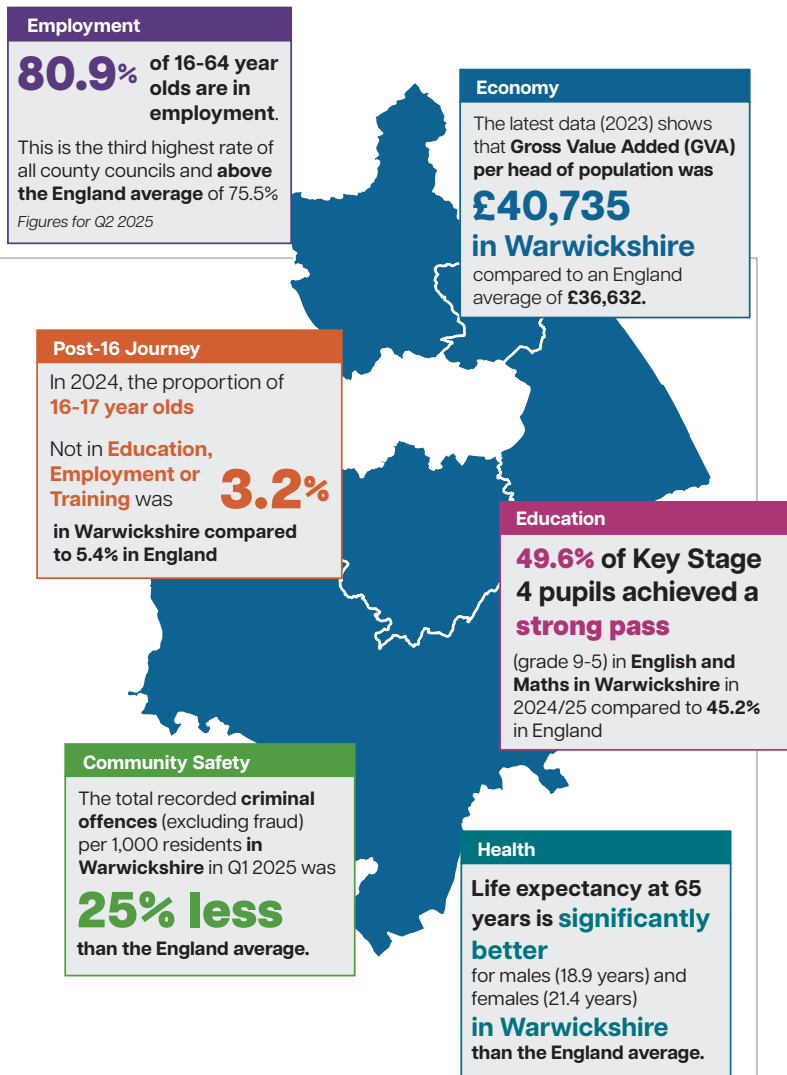 Employment
80.9% of 16-64 year
olds are in
employment.
This is the third highest rate of
all county councils and above
the England average of 75.5%
Figures for Q2 2025
Economy
The latest data (2023) shows
that Gross Value Added (GVA)
per head of population was
£40,735
in Warwickshire
compared to an England
average of £36,632.
Post-16 Journey
In 2024, the proportion of
16-17 year olds
Not in Education,
Employment or
Training was 3.2%
in Warwickshire compared
to 5.4% in England
Education
49.6% of Key Stage
4 pupils achieved a
strong pass
(grade 9-5) in English and
Maths in Warwickshire in
2024/25 compared to 45.2%
in England
Community Safety
The total recorded criminal
offences (excluding fraud)
per 1,000 residents in
Warwickshire in Q1 2025 was
25% less
than the England average.
Health
Life expectancy at 65
years is significantly
better
for males (18.9 years) and
females (21.4 years)
in Warwickshire
than the England average.